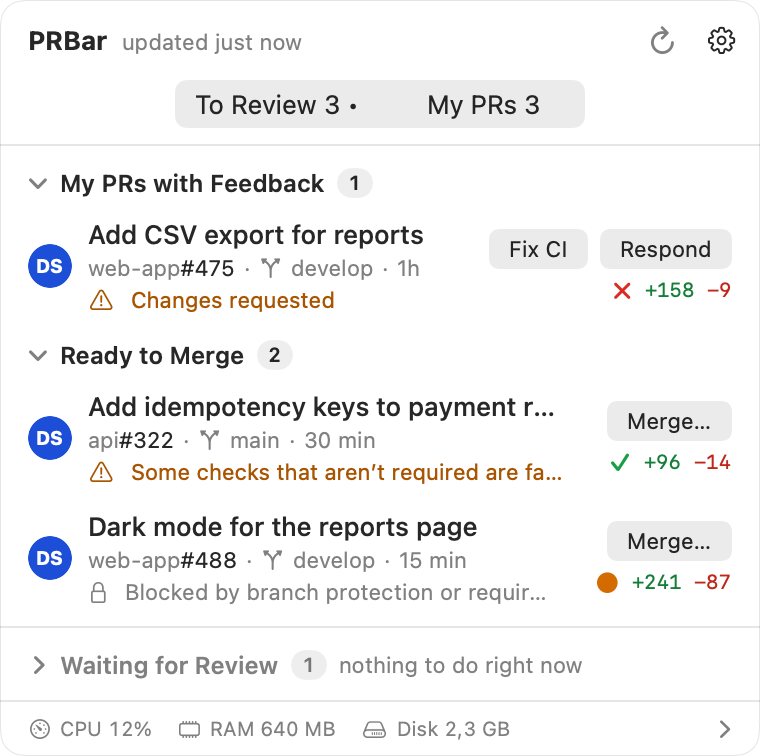 PRBar updated just now
To Review 3 • My PRs 3
My PRs with Feedback 1
Add CSV export for reports
Fix CI
Respond
DS
web-app#475 · develop · 1h
Changes requested
+158 −9
Ready to Merge 2
Add idempotency keys to payment r...
Merge...
DS
api#322 · main · 30 min
Some checks that aren’t required are fa...
+96 −14
Dark mode for the reports page
Merge...
DS
web-app#488 · develop · 15 min
Blocked by branch protection or requir...
+241 −87
Waiting for Review 1 nothing to do right now
CPU 12% RAM 640 MB Disk 2,3 GB